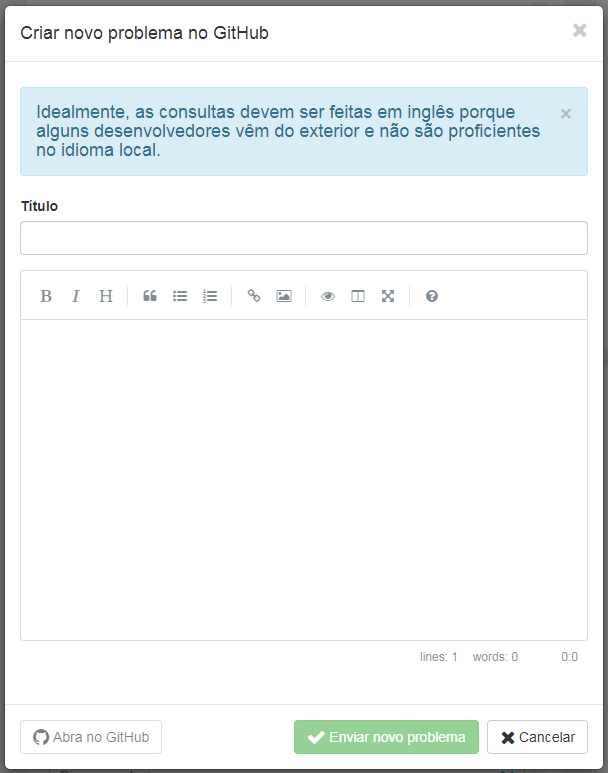 Criar novo problema no GitHub
Idealmente, as consultas devem ser feitas em inglês porque
alguns desenvolvedores vêm do exterior e não são proficientes
no idioma local.
Título
B I H
lines: 1 words: 0 0:0
Abra no GitHub Enviar novo problema Cancelar